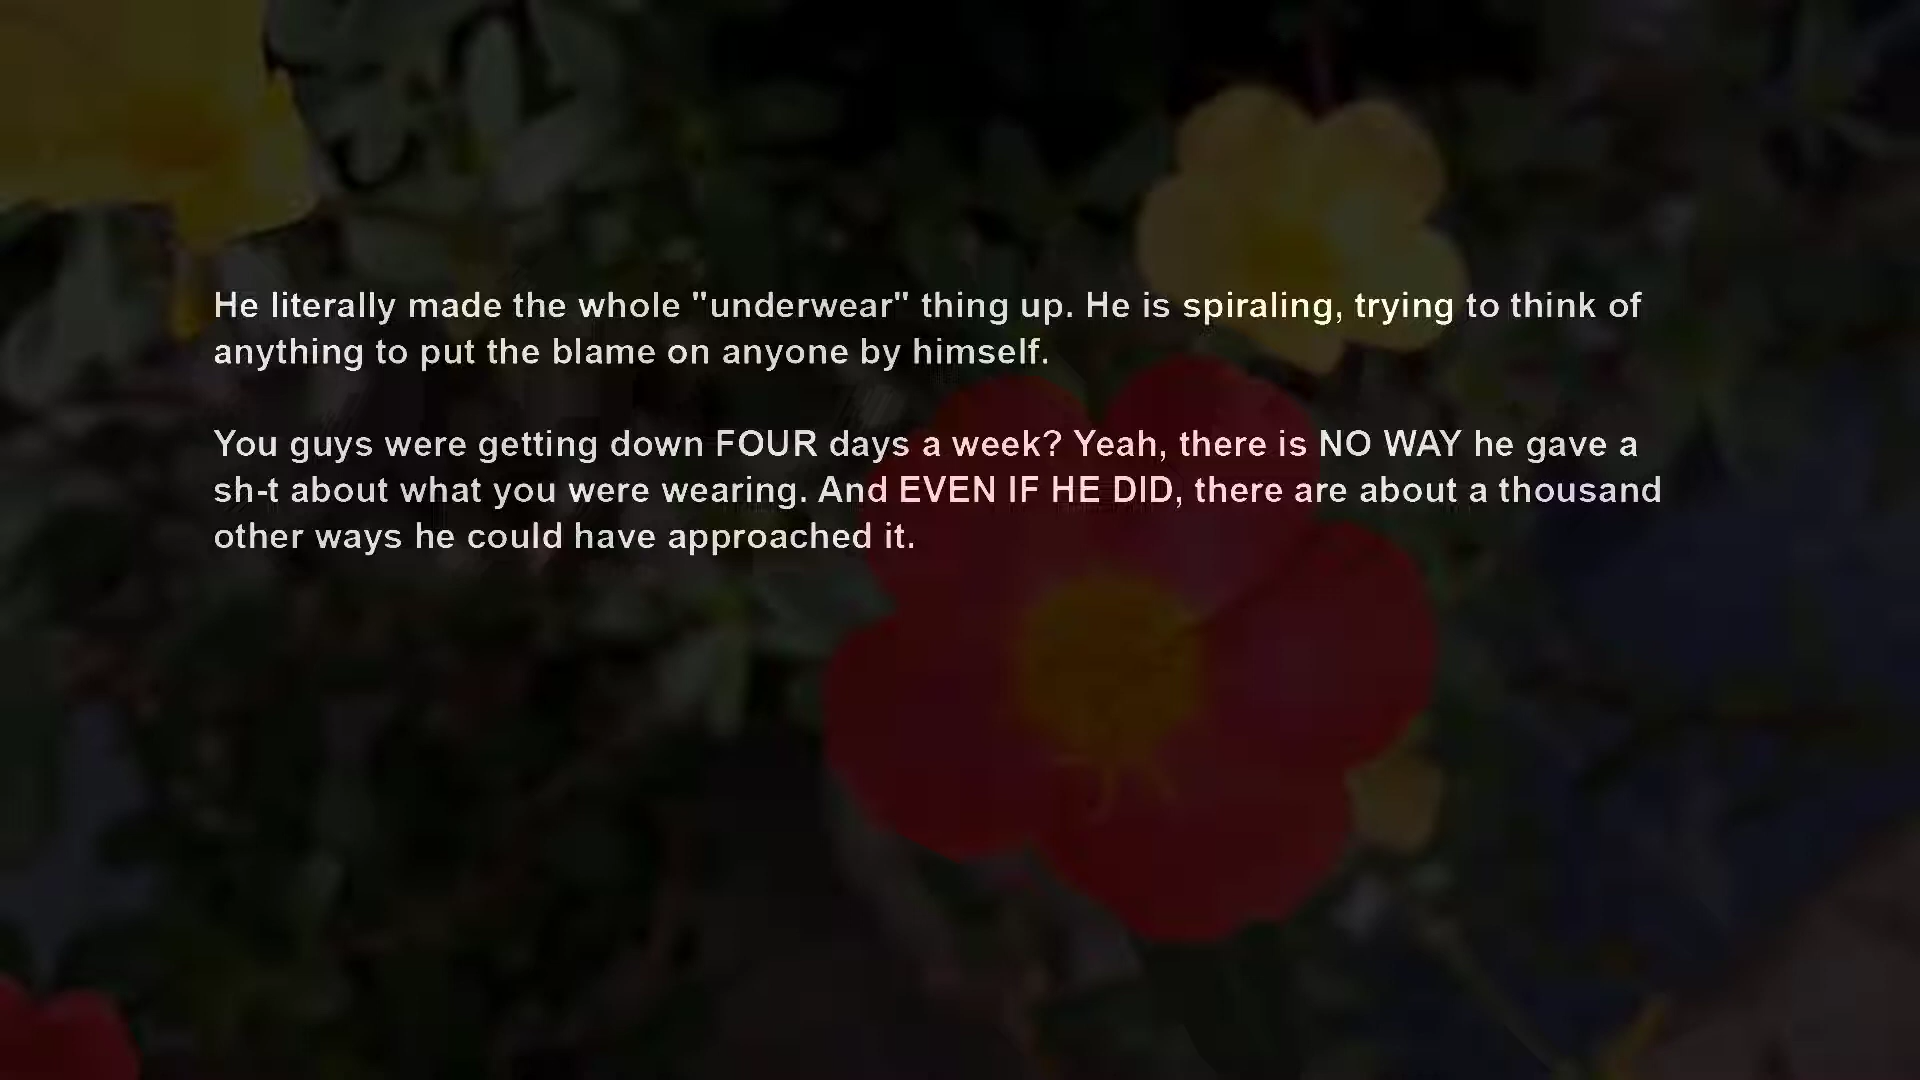 He literally made the whole "underwear" thing up. He is spiraling, trying to think of
anything to put the blame on anyone by himself.
You guys were getting down FOUR days a week? Yeah, there is NO WAY he gave a
sh-t about what you were wearing. And EVEN IF HE DID, there are about a thousand
other ways he could have approached it.